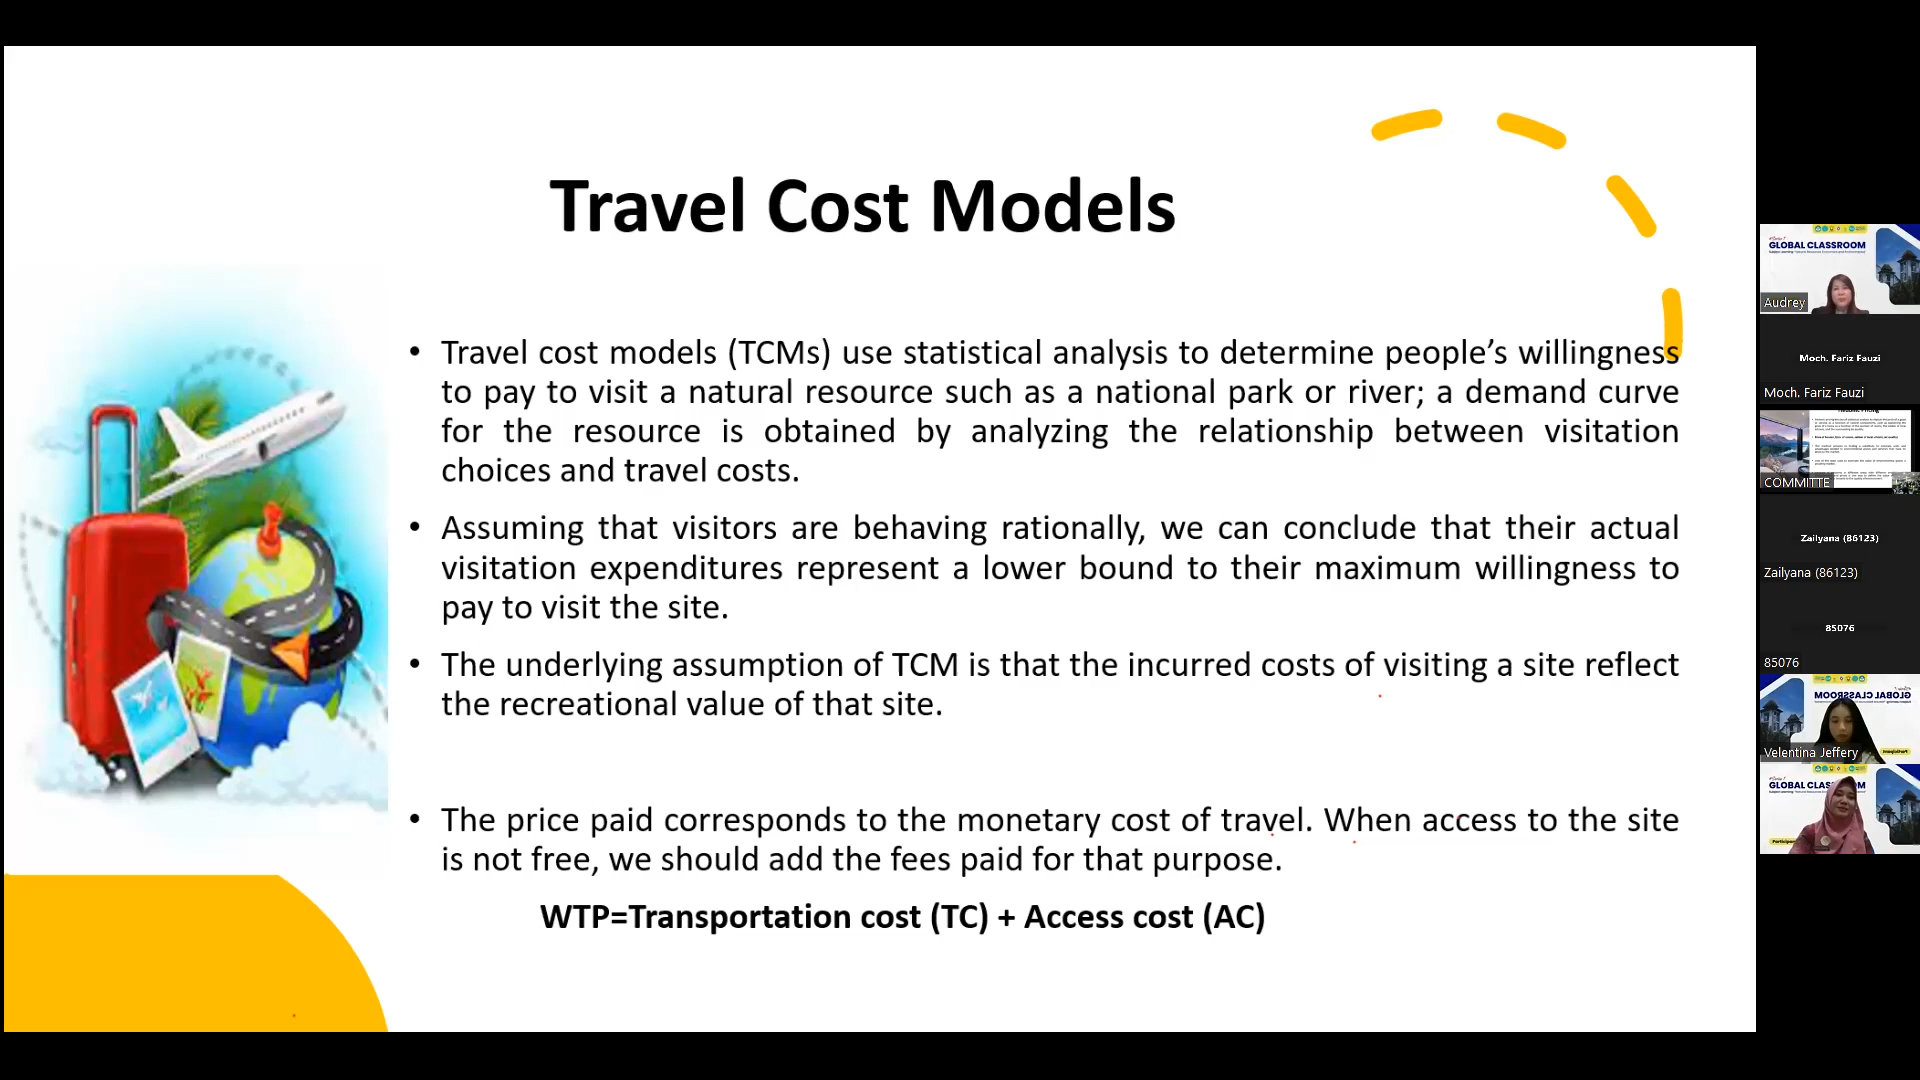 Travel Cost Models
• Travel cost models (TCMs) use statistical analysis to determine people’s willingness
to pay to visit a natural resource such as a national park or river; a demand curve
for the resource is obtained by analyzing the relationship between visitation
choices and travel costs.
• Assuming that visitors are behaving rationally, we can conclude that their actual
visitation expenditures represent a lower bound to their maximum willingness to
pay to visit the site.
• The underlying assumption of TCM is that the incurred costs of visiting a site reflect
the recreational value of that site.
• The price paid corresponds to the monetary cost of travel. When access to the site
is not free, we should add the fees paid for that purpose.
WTP=Transportation cost (TC) + Access cost (AC)
GLOBAL CLASSROOM
Audrey
Moch. Fariz Fauzi
Moch. Fariz Fauzi
COMMITTE
Zailyana (86123)
Zailyana (86123)
85076
85076
GLOBAL CLASSROOM
Velentina Jeffery
GLOBAL CLAS